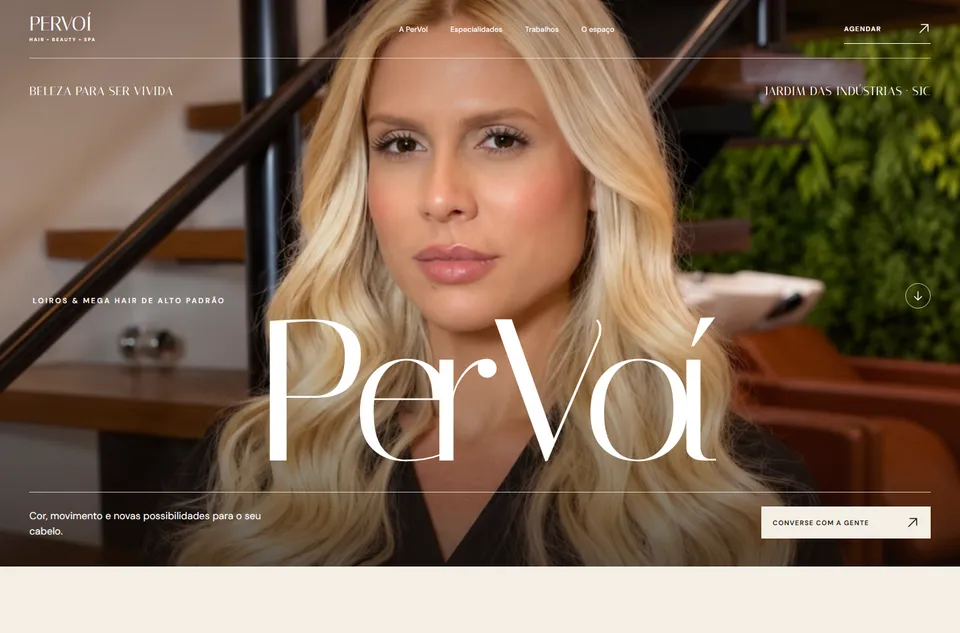 PERVOÍ
HAIR • BEAUTY • SPA
A PerVoí
Especialidades
Trabalhos
O espaço
AGENDAR
BELEZA PARA SER VIVIDA
JARDIM DAS INDÚSTRIAS · SJC
LOIROS & MEGA HAIR DE ALTO PADRÃO
PerVoí
Cor, movimento e novas possibilidades para o seu
cabelo.
CONVERSE COM A GENTE